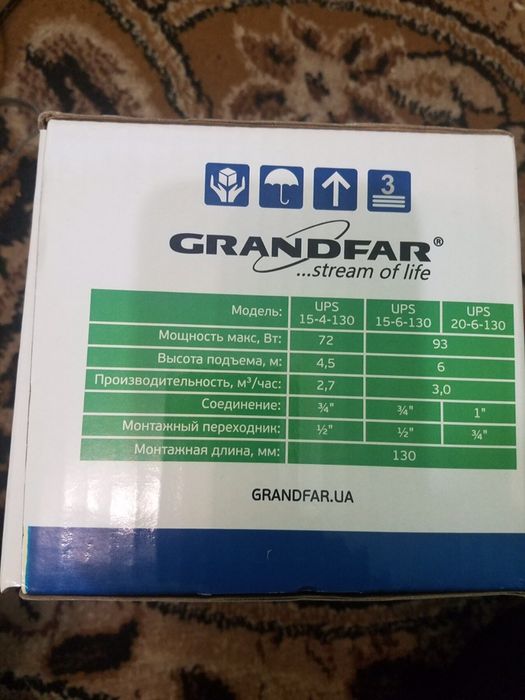 3
GRANDFAR®
...stream of life
Модель: UPS 15-4-130 UPS 15-6-130 UPS 20-6-130
Мощность макс, Вт: 72 93
Высота подъема, м: 4,5 6
Производительность, м³/час: 2,7 3,0
Соединение: ¾" ¾" 1"
Монтажный переходник: ½" ½" ¾"
Монтажная длина, мм: 130
GRANDFAR.UA